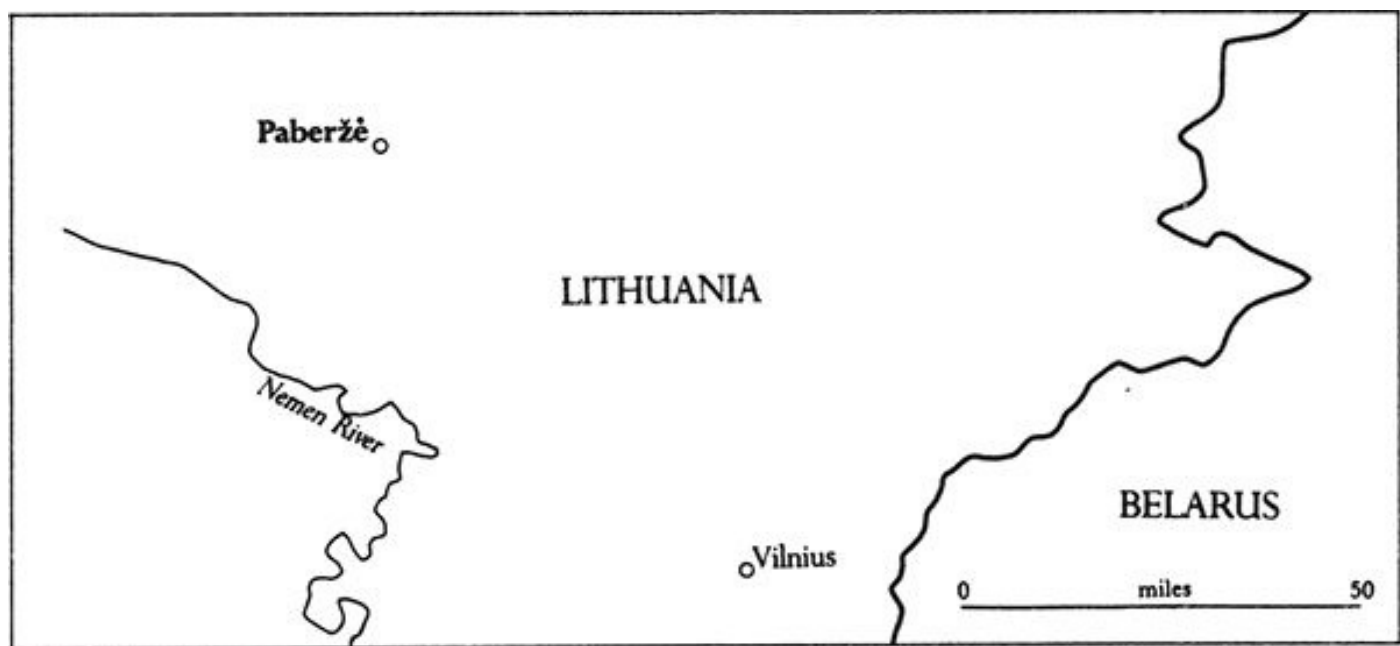 Paberžė
LITHUANIA
Nemen River
BELARUS
Vilnius
0 miles 50